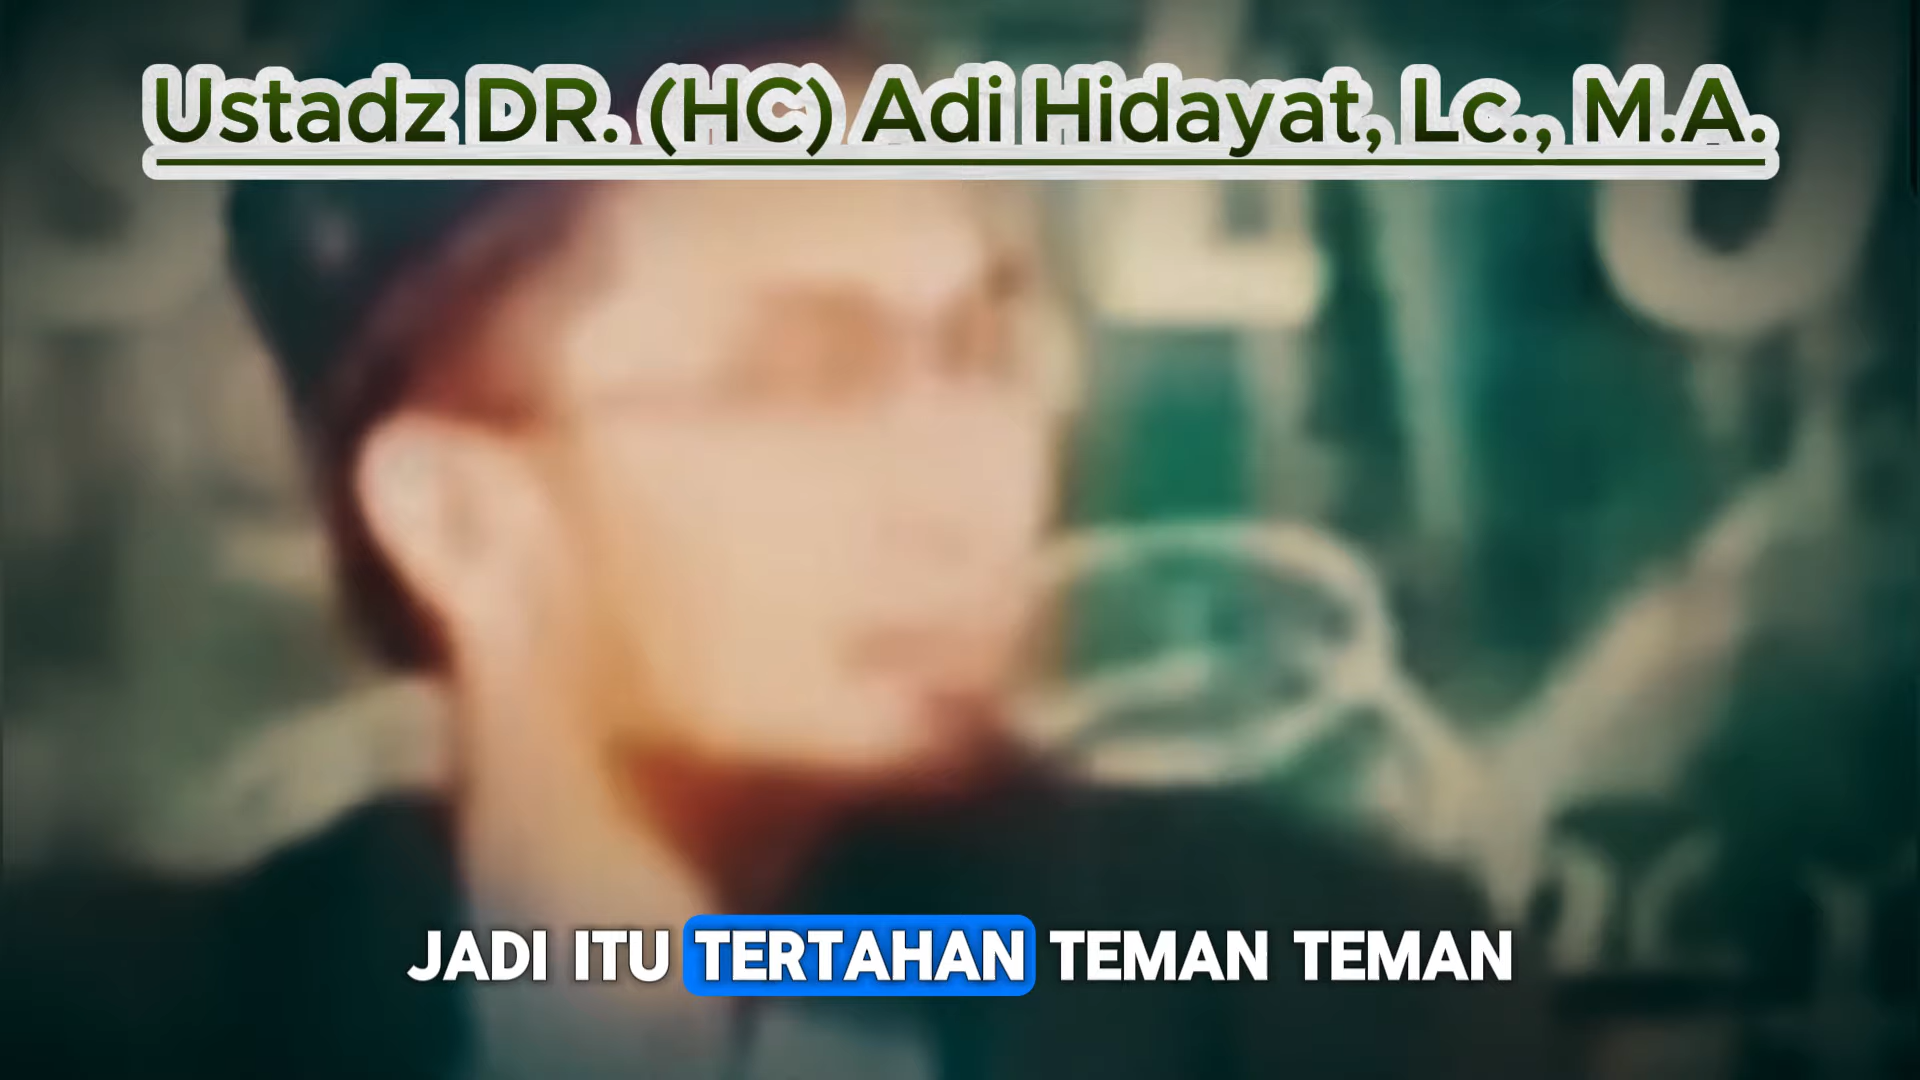 Ustadz DR. (HC) Adi Hidayat, Lc., M.A.
JADI ITU TERTAHAN TEMAN TEMAN